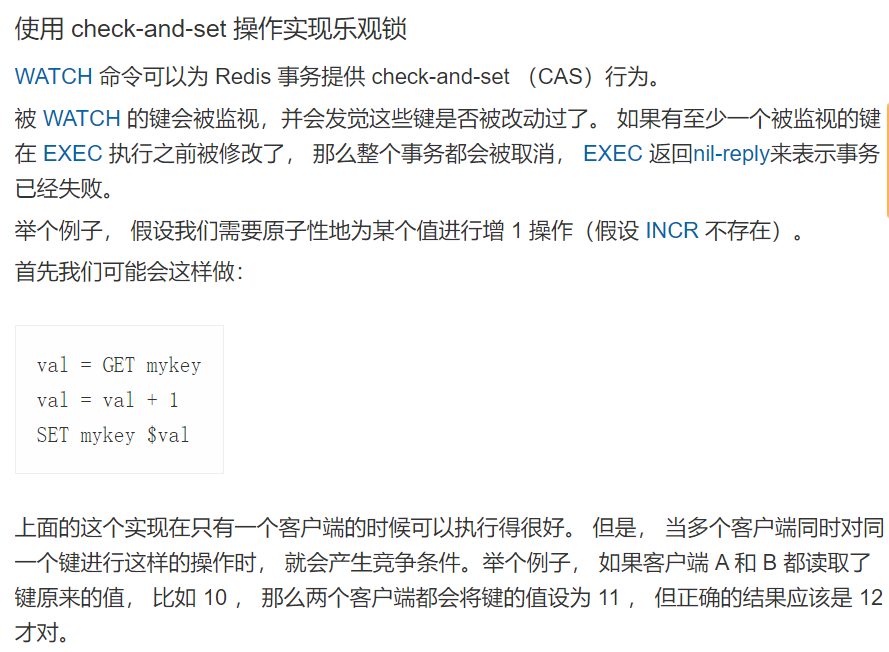 使用 check-and-set 操作实现乐观锁
WATCH 命令可以为 Redis 事务提供 check-and-set （CAS）行为。
被 WATCH 的键会被监视，并会发觉这些键是否被改动过了。 如果有至少一个被监视的键
在 EXEC 执行之前被修改了， 那么整个事务都会被取消， EXEC 返回nil-reply来表示事务
已经失败。
举个例子， 假设我们需要原子性地为某个值进行增 1 操作（假设 INCR 不存在）。
首先我们可能会这样做：
val = GET mykey
val = val + 1
SET mykey $val
上面的这个实现在只有一个客户端的时候可以执行得很好。 但是， 当多个客户端同时对同
一个键进行这样的操作时， 就会产生竞争条件。举个例子， 如果客户端 A 和 B 都读取了
键原来的值， 比如 10 ， 那么两个客户端都会将键的值设为 11 ， 但正确的结果应该是 12
才对。